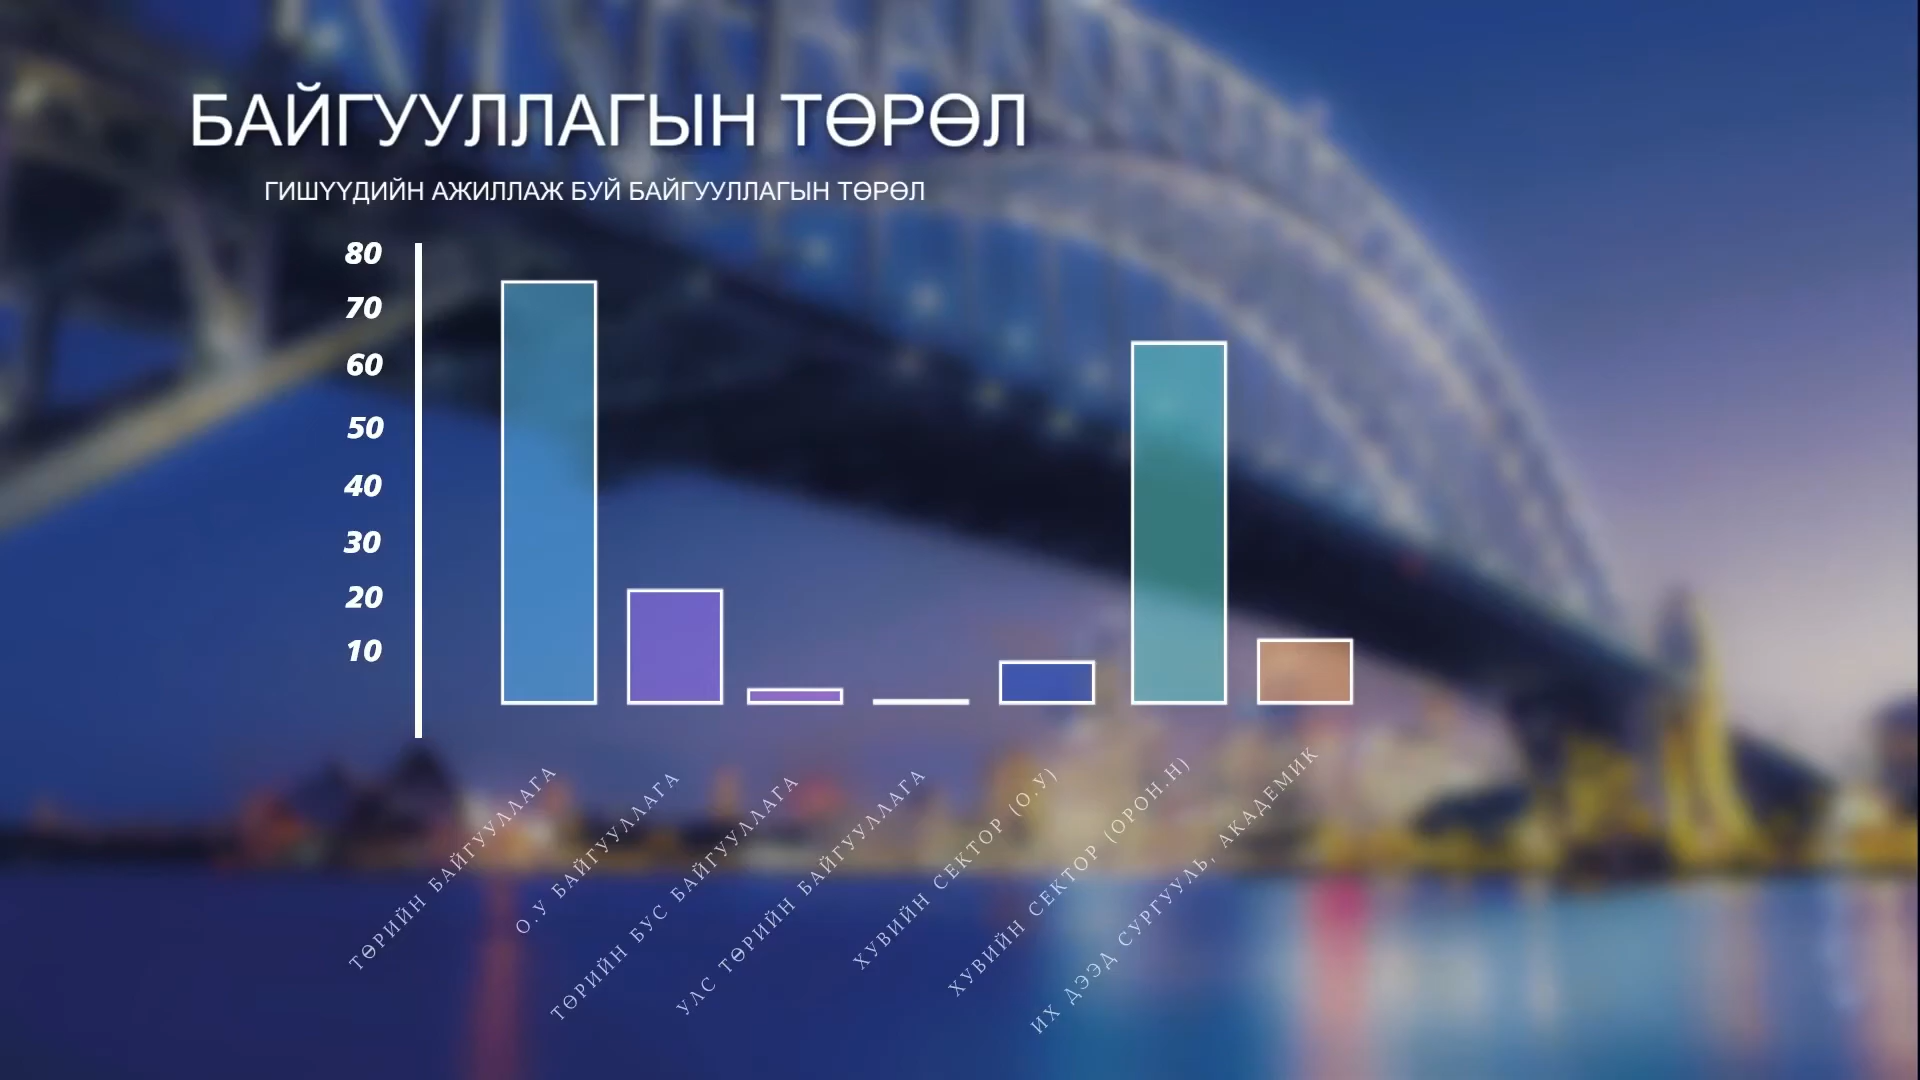 БАЙГУУЛЛАГЫН ТӨРӨЛ
ГИШҮҮДИЙН АЖИЛЛАЖ БУЙ БАЙГУУЛЛАГЫН ТӨРӨЛ
80
70
60
50
40
30
20
10
ТӨРИЙН БАЙГУУЛЛАГА
О.У БАЙГУУЛЛАГА
ТӨРИЙН БУС БАЙГУУЛЛАГА
УЛС ТӨРИЙН БАЙГУУЛЛАГА
ХУВИЙН СЕКТОР (О.У)
ХУВИЙН СЕКТОР (ОРОН.Н)
ИХ ДЭЭД СУРГУУЛЬ, АКАДЕМИК